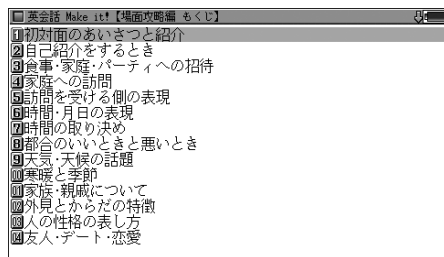 英会話 Make it!【場面攻略編 もくじ】
1初対面のあいさつと紹介
2自己紹介をするとき
3食事・家庭・パーティへの招待
4家庭への訪問
5訪問を受ける側の表現
6時間・月日の表現
7時間の取り決め
8都合のいいときと悪いとき
9天気・天候の話題
00寒暖と季節
01家族・親戚について
02外見とからだの特徴
03人の性格の表し方
04友人・デート・恋愛